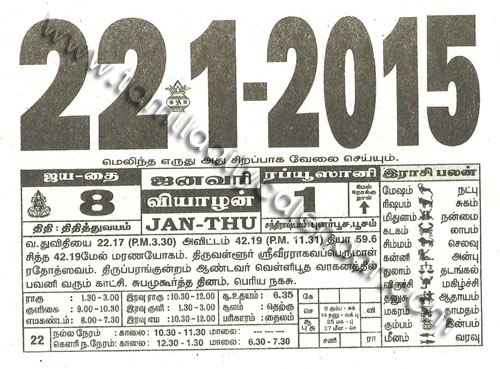 22-1-2015
மெலிந்த எருது அது சிறப்பாக வேலை செய்யும்.
ஜய-தை
8
திதி : திதித்துவயம்
ஜனவரி
வியாழன்
JAN-THU
ரப்யூஸானி
1
மேல் நோக்கு நாள்
சந்திராஷ்டமம்-புனர்பூசம்,பூசம்
வ. துவிதியை 22.17 (P.M.3.30) அவிட்டம் 42.19 (P.M. 11.31) தியா 59.6
சித்த 42.19மேல் மரணயோகம். திருவள்ளூர் ஸ்ரீவீரராகவப்பெருமாள்
ரதோத்ஸவம். திருப்பரங்குன்றம் ஆண்டவர் வெள்ளிபூத வாகனத்தில்
பவனி வரும் காட்சி. சுபமுகூர்த்த தினம். பெரிய நகசு.
இராசி பலன்
மேஷம் நட்பு
ரிஷபம் சுகம்
மிதுனம் நன்மை
கடகம் லாபம்
சிம்மம் செலவு
கன்னி அன்பு
துலாம் தடங்கல்
விருச்சி மகிழ்ச்சி
தனுசு ஆதாயம்
மகரம் தாமதம்
கும்பம் இன்பம்
மீனம் வரவு
ராகு : 1.30 - 3.00 இரவு ராகு : 10.30 - 12.00
குளிகை : 9.00 - 10.30 இரவு குளி : 1.30 - 3.00
எமகண்டம். : 6.00 - 7.30 இரவு எம : 10.30 - 12.00
சூ.உதயம் : 6.35
சூலம் : தெற்கு
பரிகாரம் : தைலம்
22 நல்ல நேரம் : காலை: 10.30 - 11.30 மாலை:
கௌரி ந.நேரம் : காலை: 12.30 - 1.30 மாலை: 6.30 - 7.30
கே
செ
சூ
பு
சு
சனி
ரா